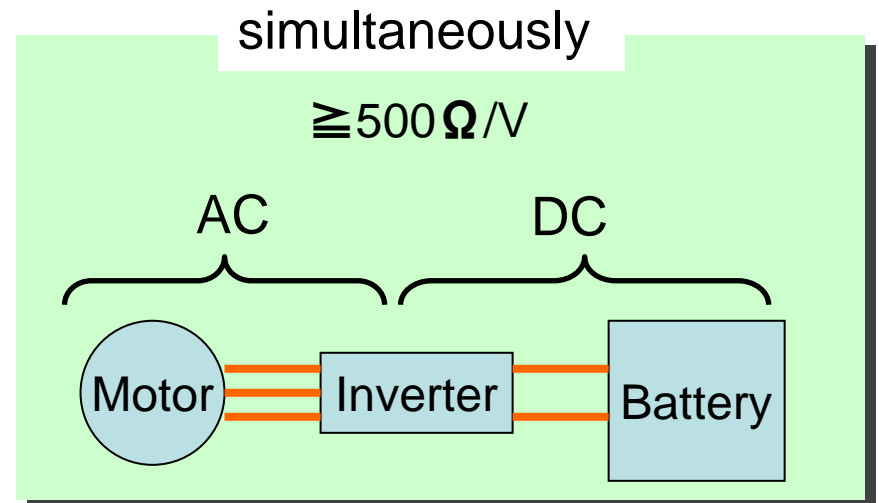 simultaneously
≧500Ω/V
AC DC
Motor Inverter Battery